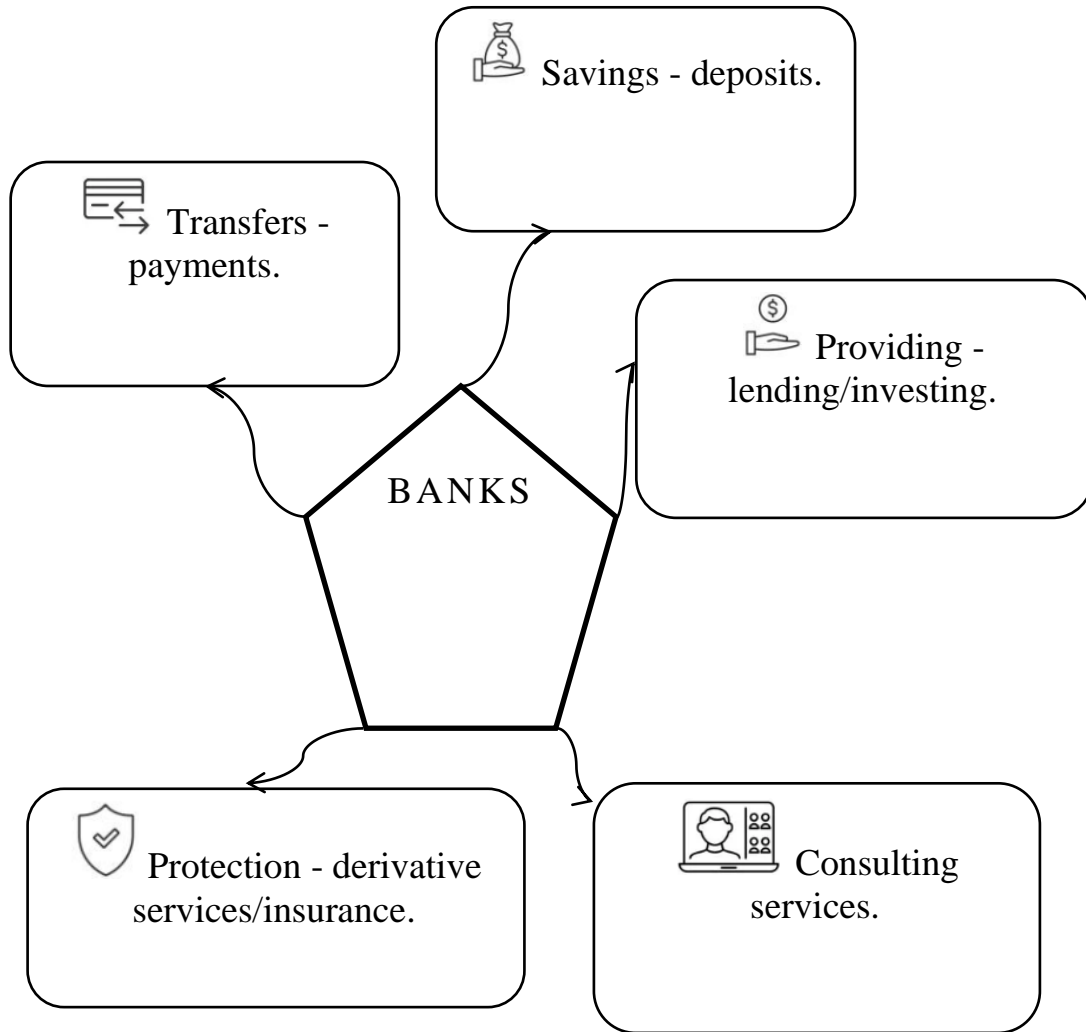 Savings - deposits.
Transfers -
payments.
Providing -
lending/investing.
BANKS
Protection - derivative
services/insurance.
Consulting
services.